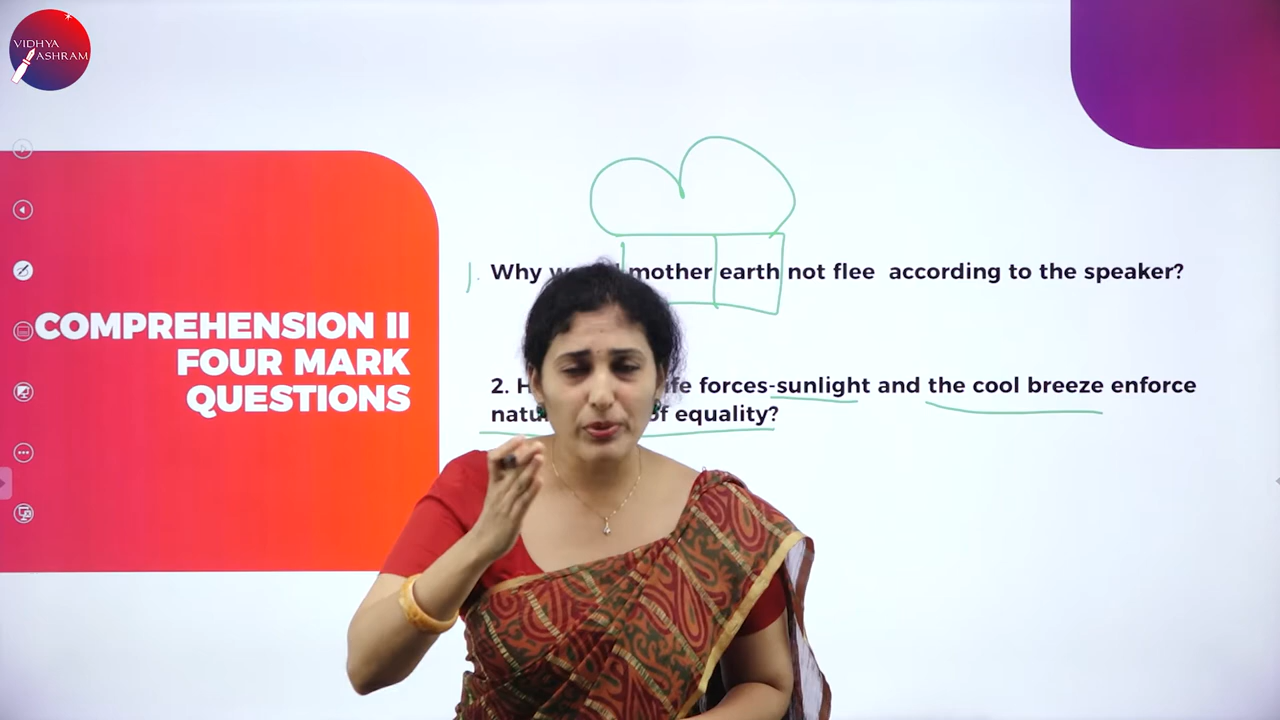 VIDHYA
ASHRAM
COMPREHENSION II
FOUR MARK
QUESTIONS
1. Why mother earth not flee according to the speaker?
2. forces-sunlight and the cool breeze enforce
of equality?